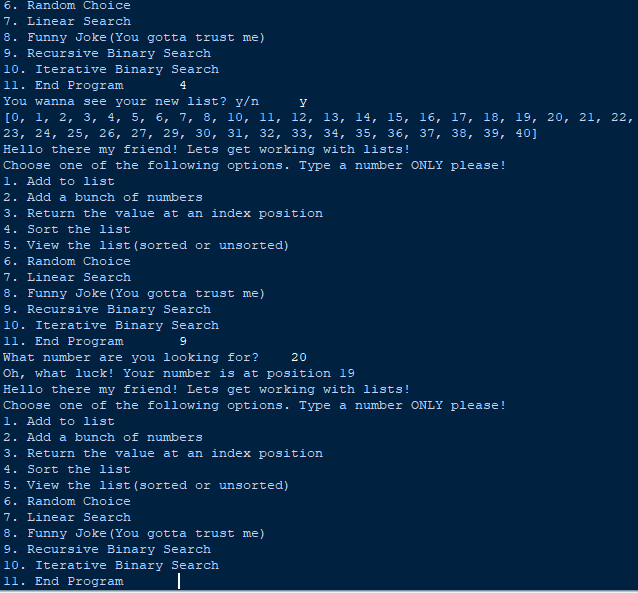 6. Random Choice
7. Linear Search
8. Funny Joke(You gotta trust me)
9. Recursive Binary Search
10. Iterative Binary Search
11. End Program       4
You wanna see your new list? y/n     y
[0, 1, 2, 3, 4, 5, 6, 7, 8, 10, 11, 12, 13, 14, 15, 16, 17, 18, 19, 20, 21, 22,
23, 24, 25, 26, 27, 29, 30, 31, 32, 33, 34, 35, 36, 37, 38, 39, 40]
Hello there my friend! Lets get working with lists!
Choose one of the following options. Type a number ONLY please!
1. Add to list
2. Add a bunch of numbers
3. Return the value at an index position
4. Sort the list
5. View the list(sorted or unsorted)
6. Random Choice
7. Linear Search
8. Funny Joke(You gotta trust me)
9. Recursive Binary Search
10. Iterative Binary Search
11. End Program       9
What number are you looking for?    20
Oh, what luck! Your number is at position 19
Hello there my friend! Lets get working with lists!
Choose one of the following options. Type a number ONLY please!
1. Add to list
2. Add a bunch of numbers
3. Return the value at an index position
4. Sort the list
5. View the list(sorted or unsorted)
6. Random Choice
7. Linear Search
8. Funny Joke(You gotta trust me)
9. Recursive Binary Search
10. Iterative Binary Search
11. End Program